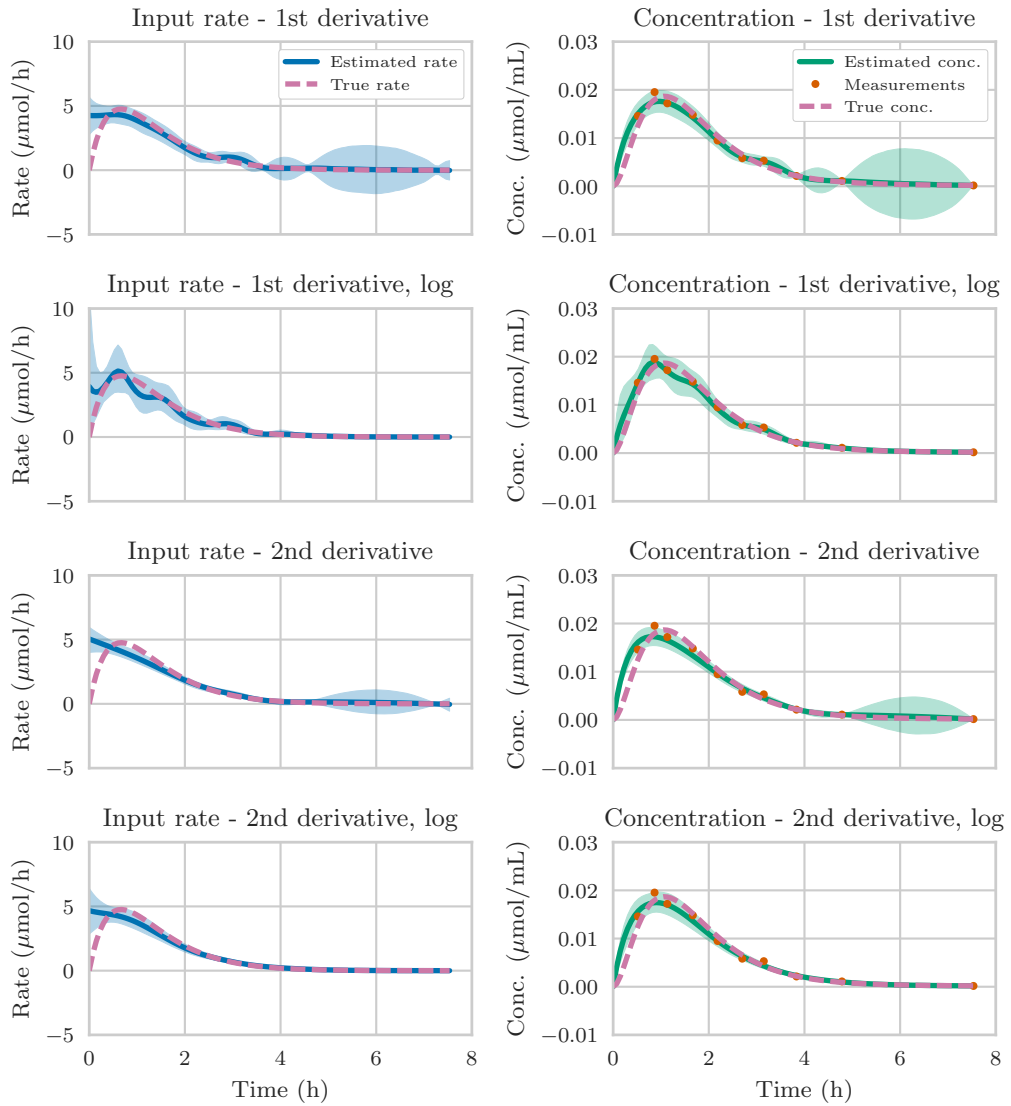 Input rate - 1st derivative
Rate (μmol/h)
10
5
0
−5
Estimated rate
True rate
Concentration - 1st derivative
Conc. (μmol/mL)
0.03
0.02
0.01
0.00
−0.01
Estimated conc.
Measurements
True conc.
Input rate - 1st derivative, log
Rate (μmol/h)
10
5
0
−5
Concentration - 1st derivative, log
Conc. (μmol/mL)
0.03
0.02
0.01
0.00
−0.01
Input rate - 2nd derivative
Rate (μmol/h)
10
5
0
−5
Concentration - 2nd derivative
Conc. (μmol/mL)
0.03
0.02
0.01
0.00
−0.01
Input rate - 2nd derivative, log
Rate (μmol/h)
10
5
0
−5
0 2 4 6 8
Time (h)
Concentration - 2nd derivative, log
Conc. (μmol/mL)
0.03
0.02
0.01
0.00
−0.01
0 2 4 6 8
Time (h)